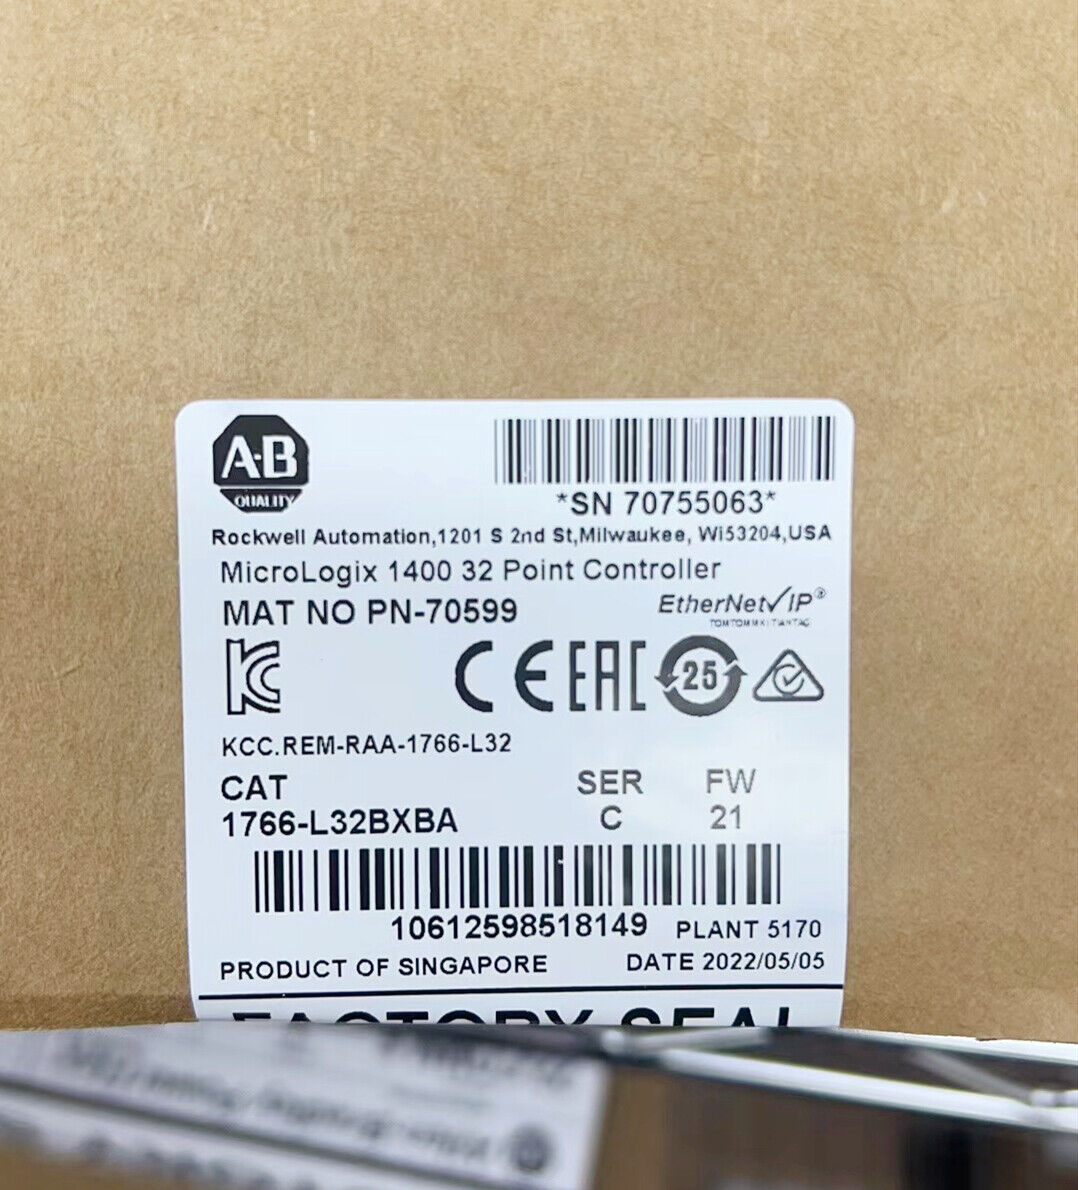 A·B
QUALITY
*SN 70755063*
Rockwell Automation,1201 S 2nd St,Milwaukee, Wi53204,USA
MicroLogix 1400 32 Point Controller
MAT NO PN-70599
EtherNet/IP®
CE EAC 25
KCC.REM-RAA-1766-L32
CAT SER FW
1766-L32BXBA C 21
10612598518149 PLANT 5170
PRODUCT OF SINGAPORE DATE 2022/05/05
FACTORY SEAL